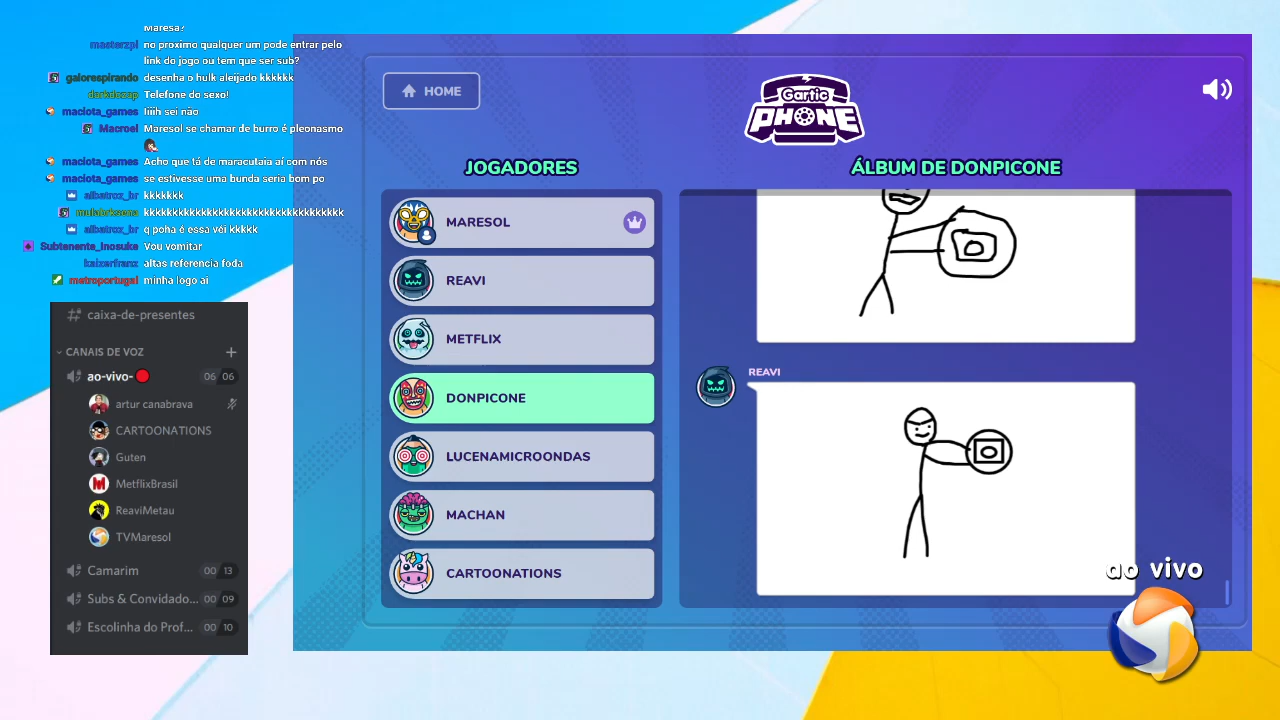 Maresa?
masterzpl no proximo qualquer um pode entrar pelo
link do jogo ou tem que ser sub?
galorespirando desenha o hulk aleijado kkkkkk
darkdozap Telefone do sexo!
maciota_games Iiiih sei não
Macroel Maresol se chamar de burro é pleonasmo
maciota_games Acho que tá de maracutaia aí com nós
maciota_games se estivesse uma bunda seria bom po
albatroz_br kkkkkkk
kkkkkkkkkkkkkkkkkkkkkkkkkkkkkkkkkk
albatroz_br q poha é essa véi kkkkk
Subtenente_Inosuke Vou vomitar
kaizerfranz altas referencia foda
metroportugal minha logo ai
# caixa-de-presentes
CANAIS DE VOZ +
ao-vivo- 06 06
artur canabrava
CARTOONATIONS
Guten
MetflixBrasil
ReaviMetau
TVMaresol
Camarim 00 13
Subs & Convidado... 00 09
Escolinha do Prof... 00 10
HOME
Gartic
PHONE
JOGADORES
MARESOL
REAVI
METFLIX
DONPICONE
LUCENAMICROONDAS
MACHAN
CARTOONATIONS
ÁLBUM DE DONPICONE
REAVI
ao vivo